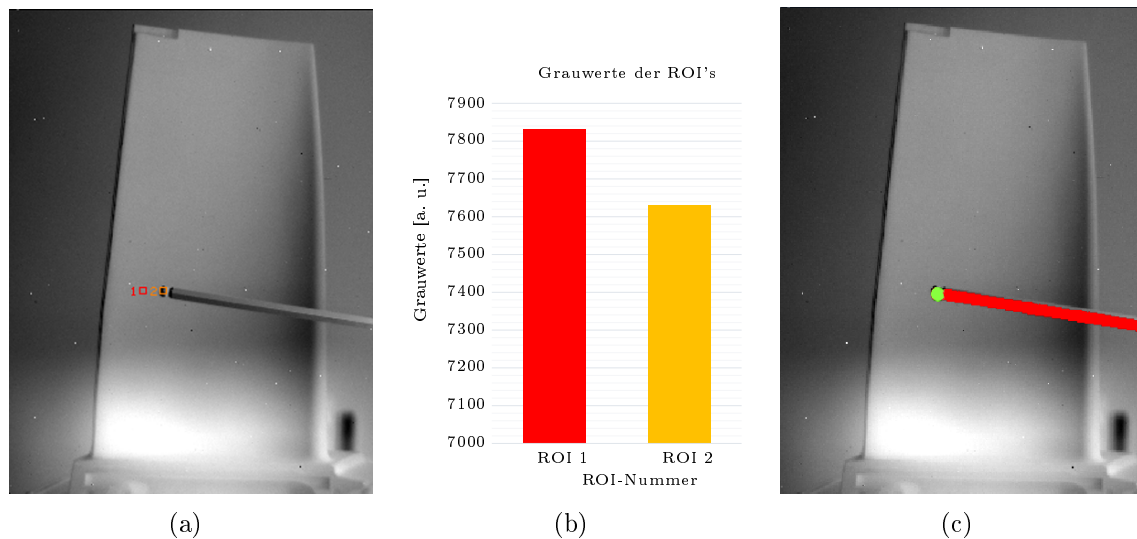 1 2
(a)
Grauwerte der ROI's
Grauwerte [a. u.]
7900
7800
7700
7600
7500
7400
7300
7200
7100
7000
ROI 1
ROI 2
ROI-Nummer
(b)
(c)